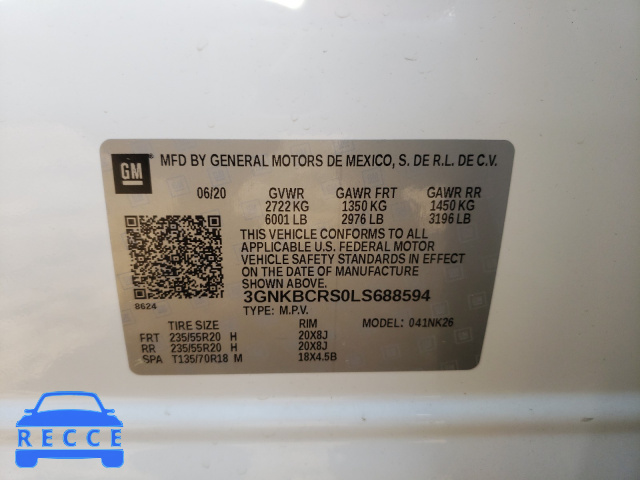 GM
MFD BY GENERAL MOTORS DE MEXICO, S. DE R.L. DE C.V.
06/20 GVWR GAWR FRT GAWR RR
2722 KG 1350 KG 1450 KG
6001 LB 2976 LB 3196 LB
THIS VEHICLE CONFORMS TO ALL
APPLICABLE U.S. FEDERAL MOTOR
VEHICLE SAFETY STANDARDS IN EFFECT
ON THE DATE OF MANUFACTURE
SHOWN ABOVE.
3GNKBCRS0LS688594
8624
TYPE: M.P.V. MODEL: 041NK26
TIRE SIZE RIM
FRT 235/55R20 H 20X8J
RR 235/55R20 H 20X8J
SPA T135/70R18 M 18X4.5B
RECCE